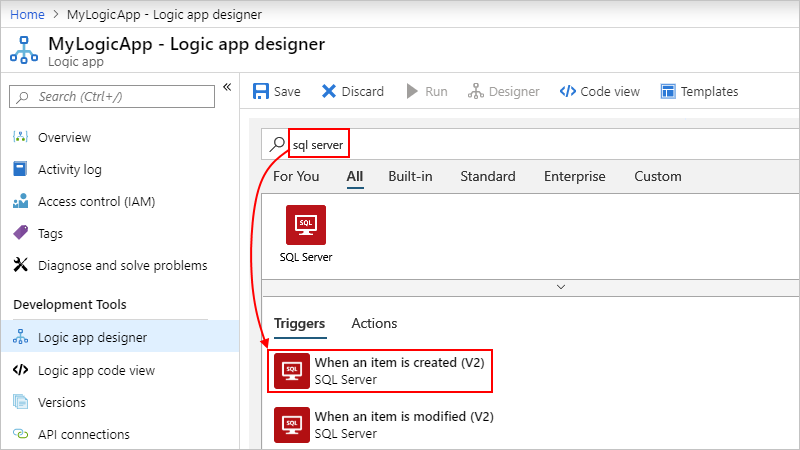 Home > MyLogicApp - Logic app designer
MyLogicApp - Logic app designer
Logic app
Search (Ctrl+/)
«
Overview
Activity log
Access control (IAM)
Tags
Diagnose and solve problems
Development Tools
Logic app designer
Logic app code view
Versions
API connections
Save Discard Run Designer Code view Templates
sql server
For You All Built-in Standard Enterprise Custom
SQL
SQL Server
Triggers Actions
When an item is created (V2)
SQL Server
When an item is modified (V2)
SQL Server